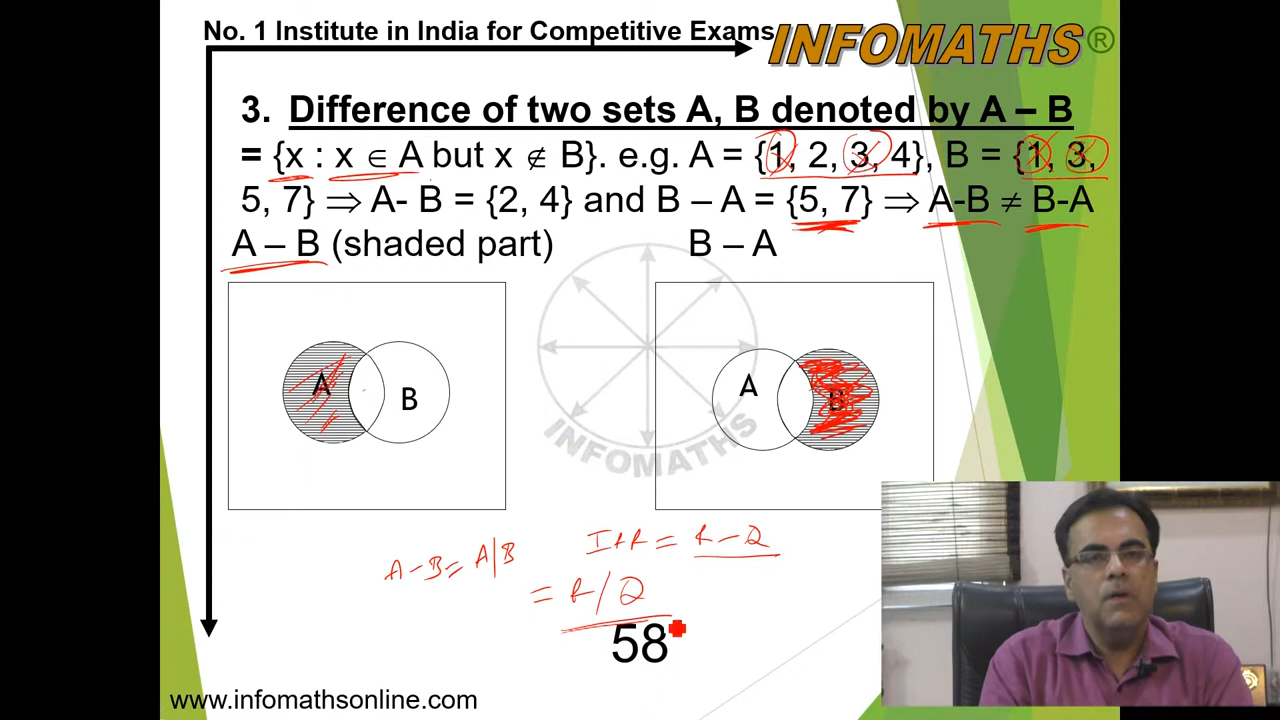 No. 1 Institute in India for Competitive Exams
INFOMATHS®
3. Difference of two sets A, B denoted by A – B
= {x : x ∈ A but x ∉ B}. e.g. A = {1, 2, 3, 4}, B = {1, 3,
5, 7} ⇒ A- B = {2, 4} and B – A = {5, 7} ⇒ A-B ≠ B-A
A – B (shaded part) B – A
A B
A B
INFOMATHS
Irr = R – Q
A – B = A/B
= R/Q
58
www.infomathsonline.com